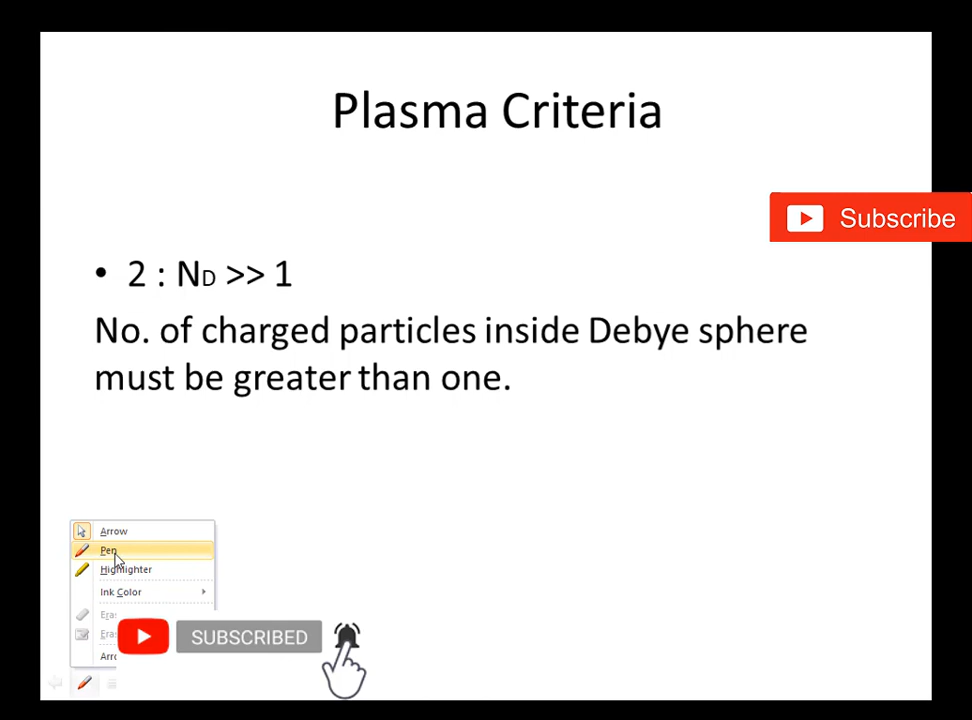 Plasma Criteria
Subscribe
• 2 : ND >> 1
No. of charged particles inside Debye sphere
must be greater than one.
Arrow
Pen
Highlighter
Ink Color
SUBSCRIBED